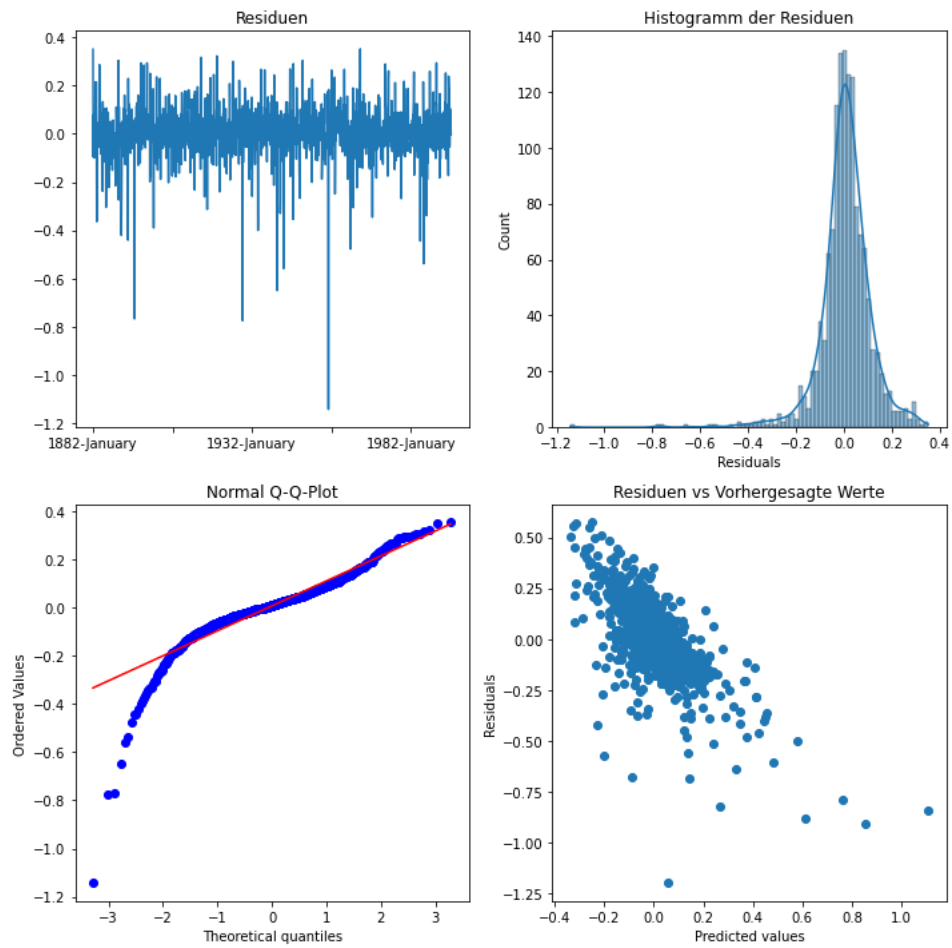 Residuen
0.4
0.2
0.0
−0.2
−0.4
−0.6
−0.8
−1.0
−1.2
1882-January 1932-January 1982-January
Histogramm der Residuen
Count
140
120
100
80
60
40
20
0
−1.2 −1.0 −0.8 −0.6 −0.4 −0.2 0.0 0.2 0.4
Residuals
Normal Q-Q-Plot
Ordered Values
0.4
0.2
0.0
−0.2
−0.4
−0.6
−0.8
−1.0
−1.2
−3 −2 −1 0 1 2 3
Theoretical quantiles
Residuen vs Vorhergesagte Werte
Residuals
0.50
0.25
0.00
−0.25
−0.50
−0.75
−1.00
−1.25
−0.4 −0.2 0.0 0.2 0.4 0.6 0.8 1.0
Predicted values